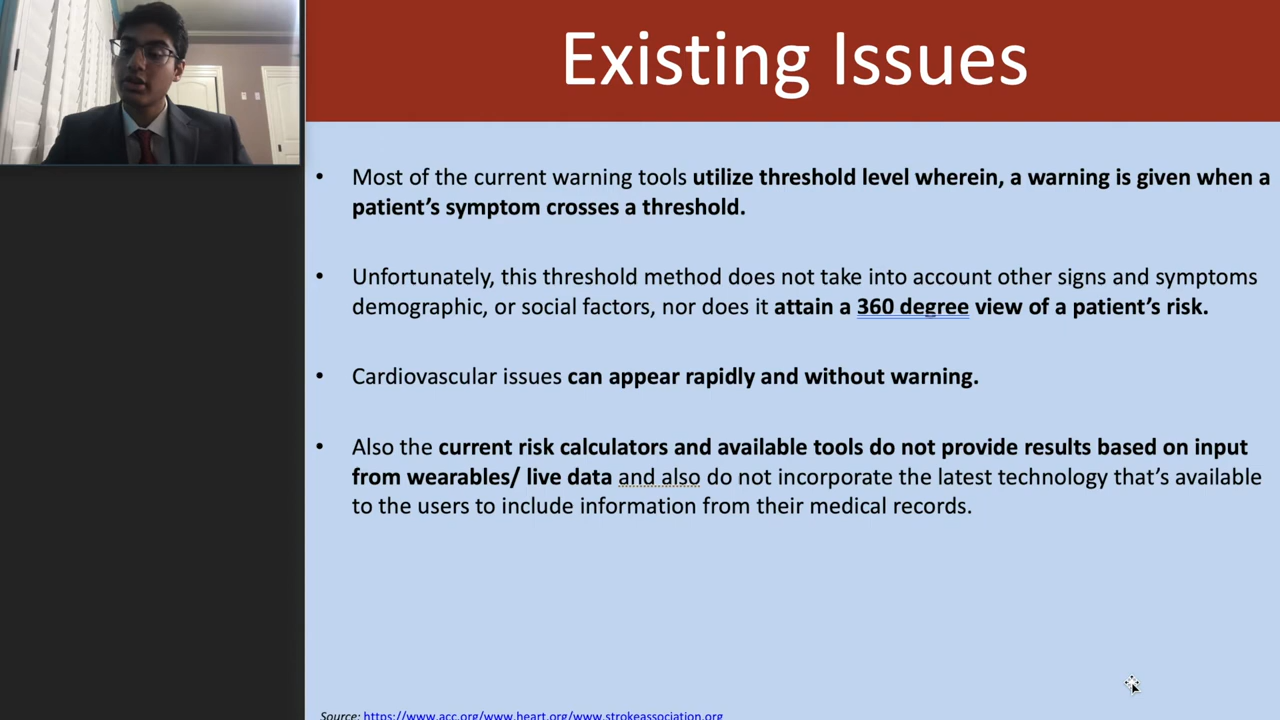 Existing Issues
• Most of the current warning tools utilize threshold level wherein, a warning is given when a
patient’s symptom crosses a threshold.
• Unfortunately, this threshold method does not take into account other signs and symptoms
demographic, or social factors, nor does it attain a 360 degree view of a patient’s risk.
• Cardiovascular issues can appear rapidly and without warning.
• Also the current risk calculators and available tools do not provide results based on input
from wearables/ live data and also do not incorporate the latest technology that’s available
to the users to include information from their medical records.
Source: https://www.acc.org/www.heart.org/www.strokeassociation.org